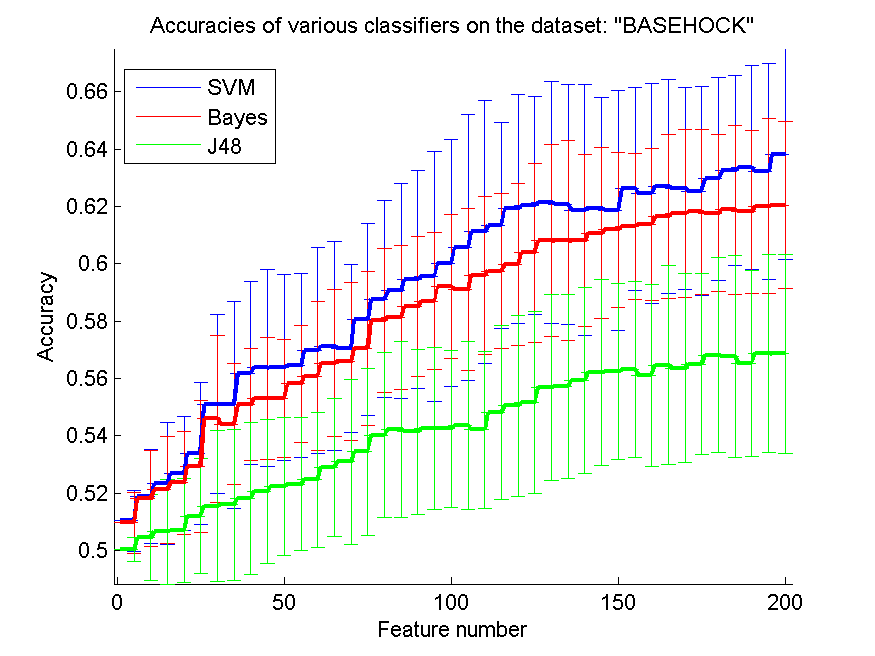 Accuracies of various classifiers on the dataset: "BASEHOCK"
SVM
Bayes
J48
0.66
0.64
0.62
0.6
0.58
0.56
0.54
0.52
0.5
Accuracy
0 50 100 150 200
Feature number